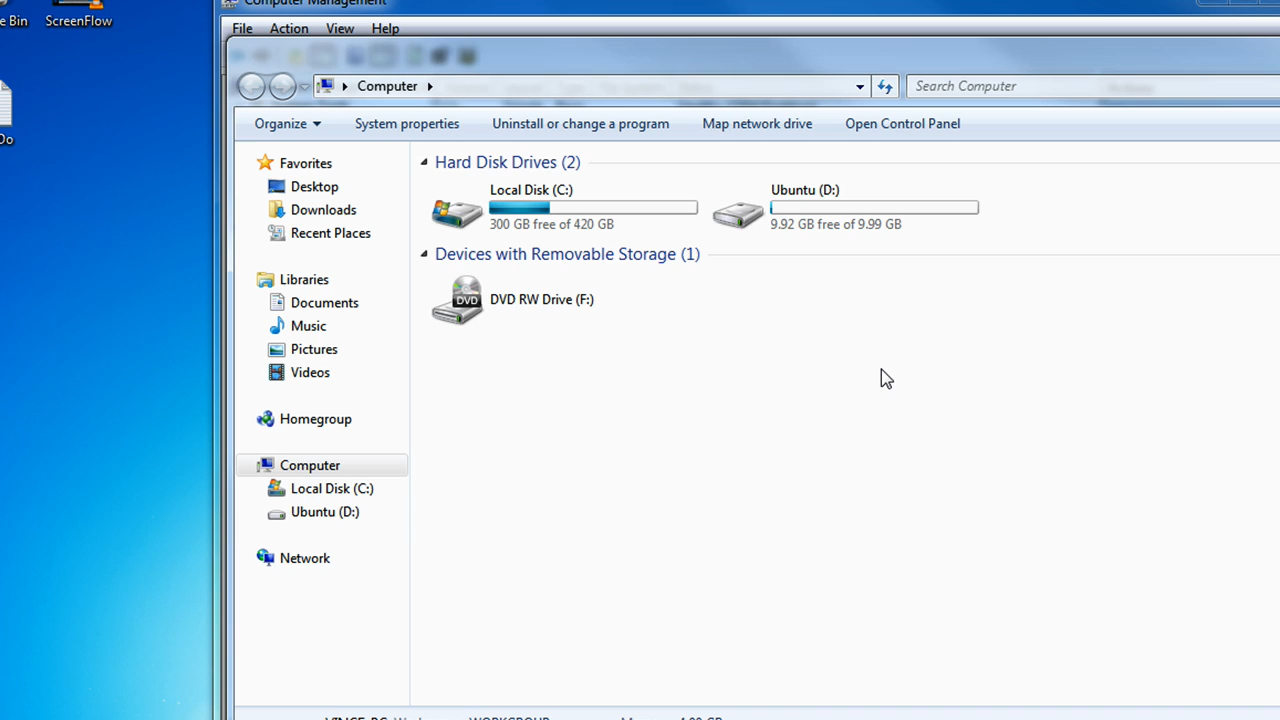 Computer Management
e Bin
ScreenFlow
File Action View Help
Computer
Search Computer
Organize System properties Uninstall or change a program Map network drive Open Control Panel
Do
Favorites
Desktop
Downloads
Recent Places
Libraries
Documents
Music
Pictures
Videos
Homegroup
Computer
Local Disk (C:)
Ubuntu (D:)
Network
Hard Disk Drives (2)
Local Disk (C:)
300 GB free of 420 GB
Ubuntu (D:)
9.92 GB free of 9.99 GB
Devices with Removable Storage (1)
DVD
DVD RW Drive (F:)
VINCE-PC WORKGROUP